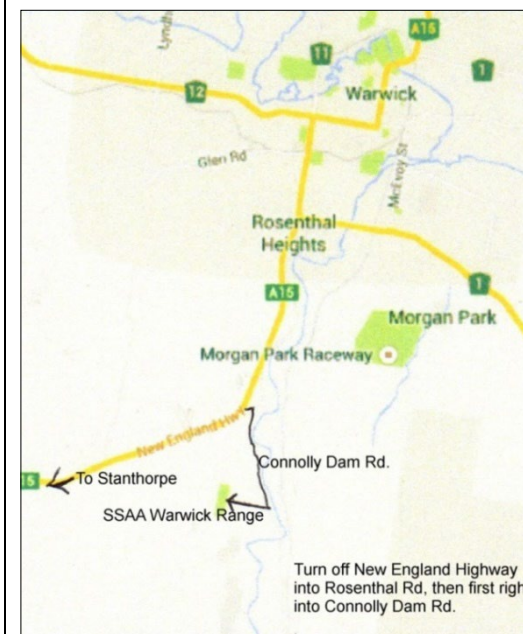 A15
Lyndh
11
1
12
Warwick
Glen Rd
McEvoy St
Rosenthal
Heights
A15
1
Morgan Park
Morgan Park Raceway
New England Hwy
Connolly Dam Rd.
15
To Stanthorpe
SSAA Warwick Range
Turn off New England Highway
into Rosenthal Rd, then first righ
into Connolly Dam Rd.